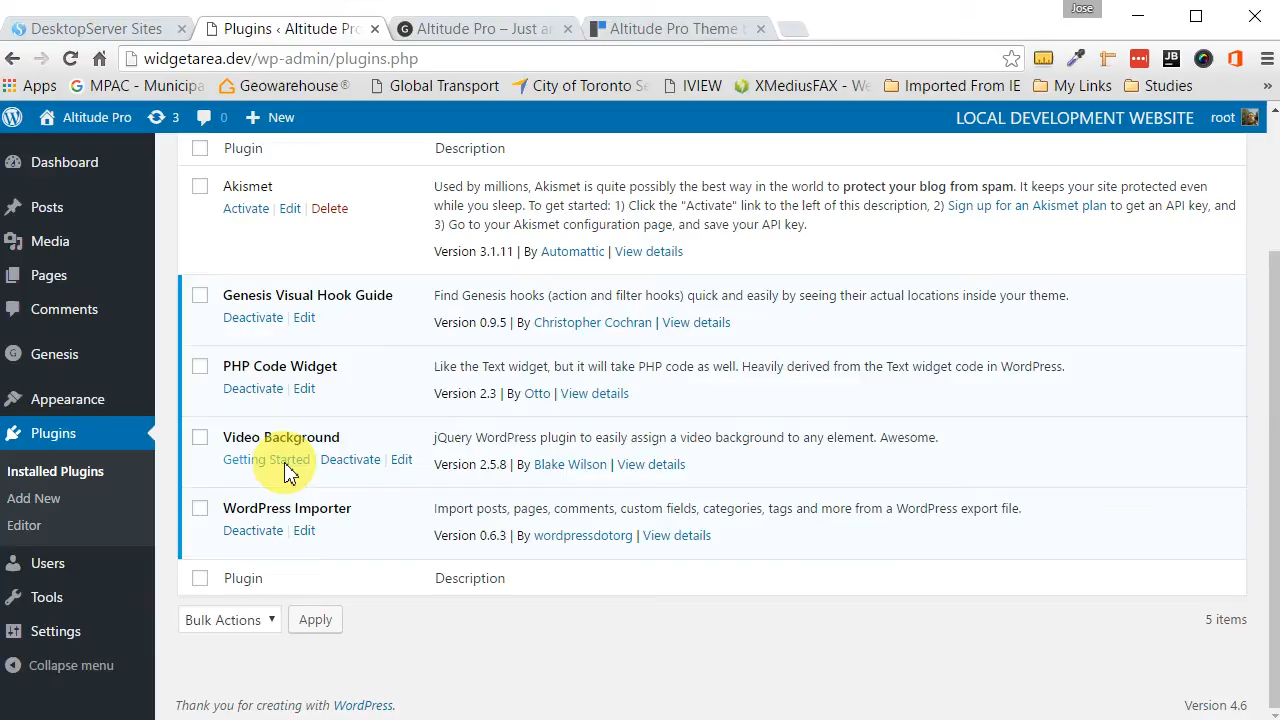 Jose
DesktopServer Sites
Plugins ‹ Altitude Pro
Altitude Pro – Just an
Altitude Pro Theme b
widgetarea.dev/wp-admin/plugins.php
Apps
MPAC - Municipa
Geowarehouse®
Global Transport
City of Toronto Se
IVIEW
XMediusFAX - We
Imported From IE
My Links
Studies
»
Altitude Pro
3
0
New
LOCAL DEVELOPMENT WEBSITE
root
Dashboard
Posts
Media
Pages
Comments
Genesis
Appearance
Plugins
Installed Plugins
Add New
Editor
Users
Tools
Settings
Collapse menu
Plugin
Description
Akismet
Activate | Edit | Delete
Used by millions, Akismet is quite possibly the best way in the world to protect your blog from spam. It keeps your site protected even
while you sleep. To get started: 1) Click the "Activate" link to the left of this description, 2) Sign up for an Akismet plan to get an API key, and
3) Go to your Akismet configuration page, and save your API key.
Version 3.1.11 | By Automattic | View details
Genesis Visual Hook Guide
Deactivate | Edit
Find Genesis hooks (action and filter hooks) quick and easily by seeing their actual locations inside your theme.
Version 0.9.5 | By Christopher Cochran | View details
PHP Code Widget
Deactivate | Edit
Like the Text widget, but it will take PHP code as well. Heavily derived from the Text widget code in WordPress.
Version 2.3 | By Otto | View details
Video Background
Getting Started | Deactivate | Edit
jQuery WordPress plugin to easily assign a video background to any element. Awesome.
Version 2.5.8 | By Blake Wilson | View details
WordPress Importer
Deactivate | Edit
Import posts, pages, comments, custom fields, categories, tags and more from a WordPress export file.
Version 0.6.3 | By wordpressdotorg | View details
Plugin
Description
Bulk Actions
Apply
5 items
Thank you for creating with WordPress.
Version 4.6